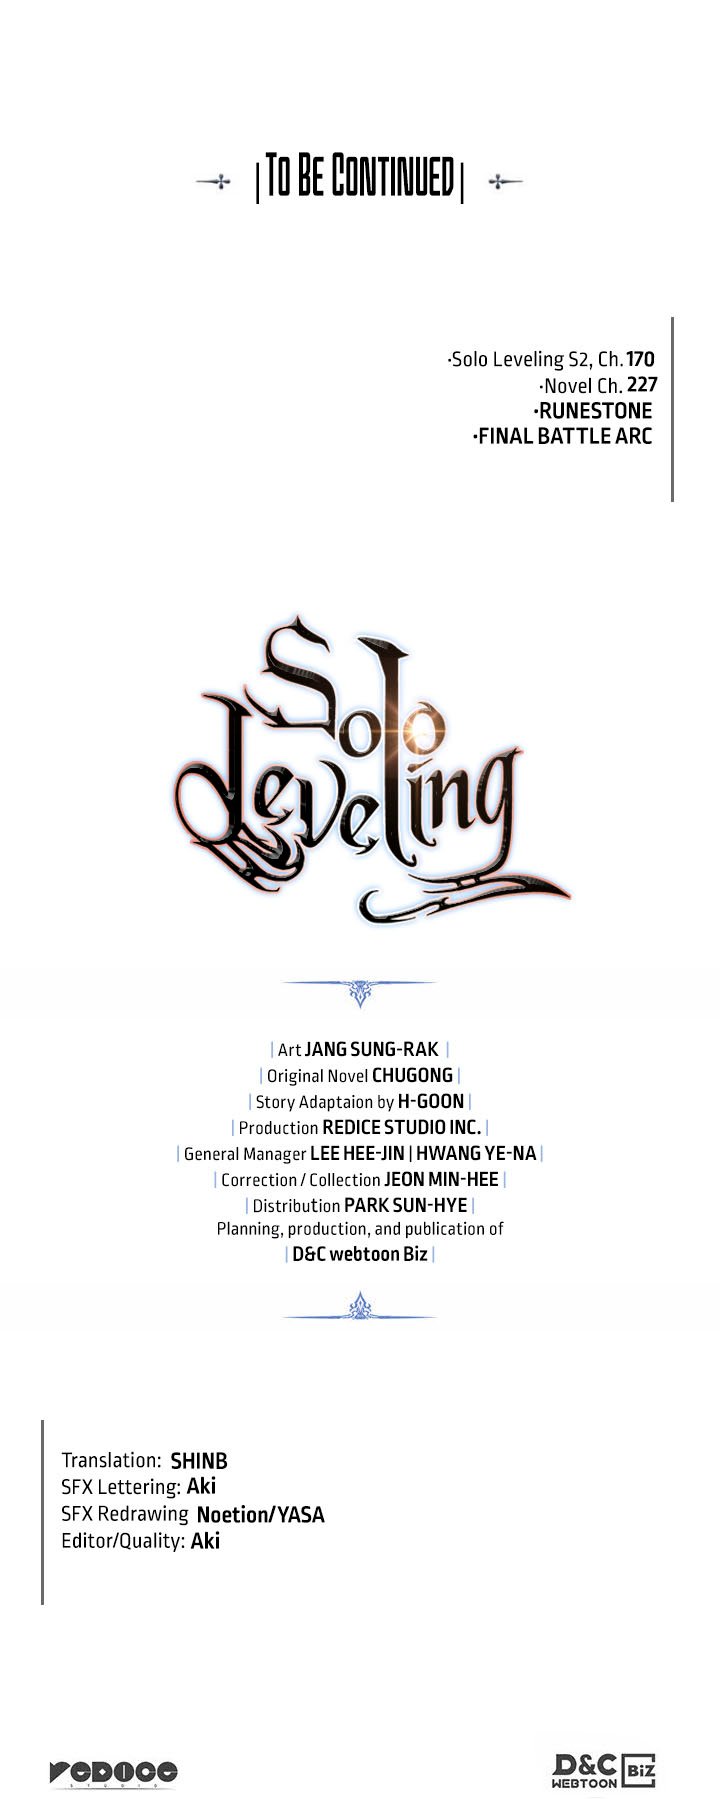 To Be Continued
·Solo Leveling S2, Ch.170
·Novel Ch. 227
·RUNESTONE
·FINAL BATTLE ARC
Solo
Leveling
| Art JANG SUNG-RAK |
| Original Novel CHUGONG |
| Story Adaptaion by H-GOON |
| Production REDICE STUDIO INC. |
| General Manager LEE HEE-JIN | HWANG YE-NA |
| Correction / Collection JEON MIN-HEE |
| Distribution PARK SUN-HYE |
Planning, production, and publication of
| D&C webtoon Biz |
Translation: SHINB
SFX Lettering: Aki
SFX Redrawing Noetion/YASA
Editor/Quality: Aki
REDICE
STUDIO
D&C
WEBTOON
BiZ